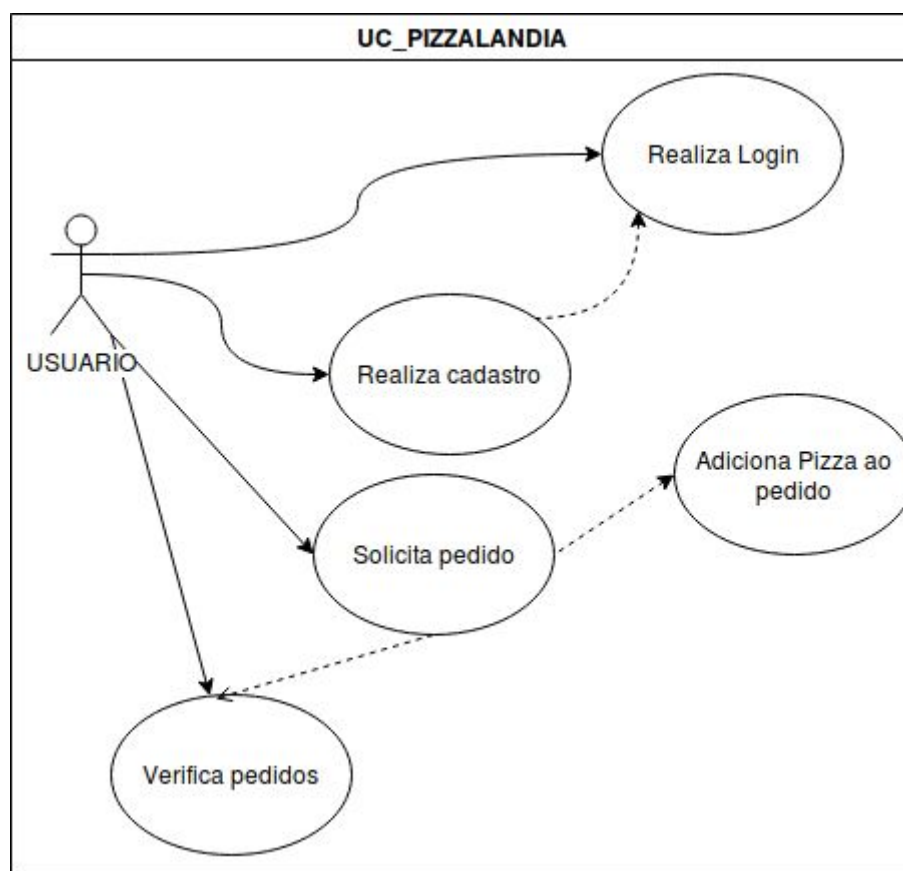 UC_PIZZALANDIA
Realiza Login
USUARIO
Realiza cadastro
Adiciona Pizza ao
pedido
Solicita pedido
Verifica pedidos